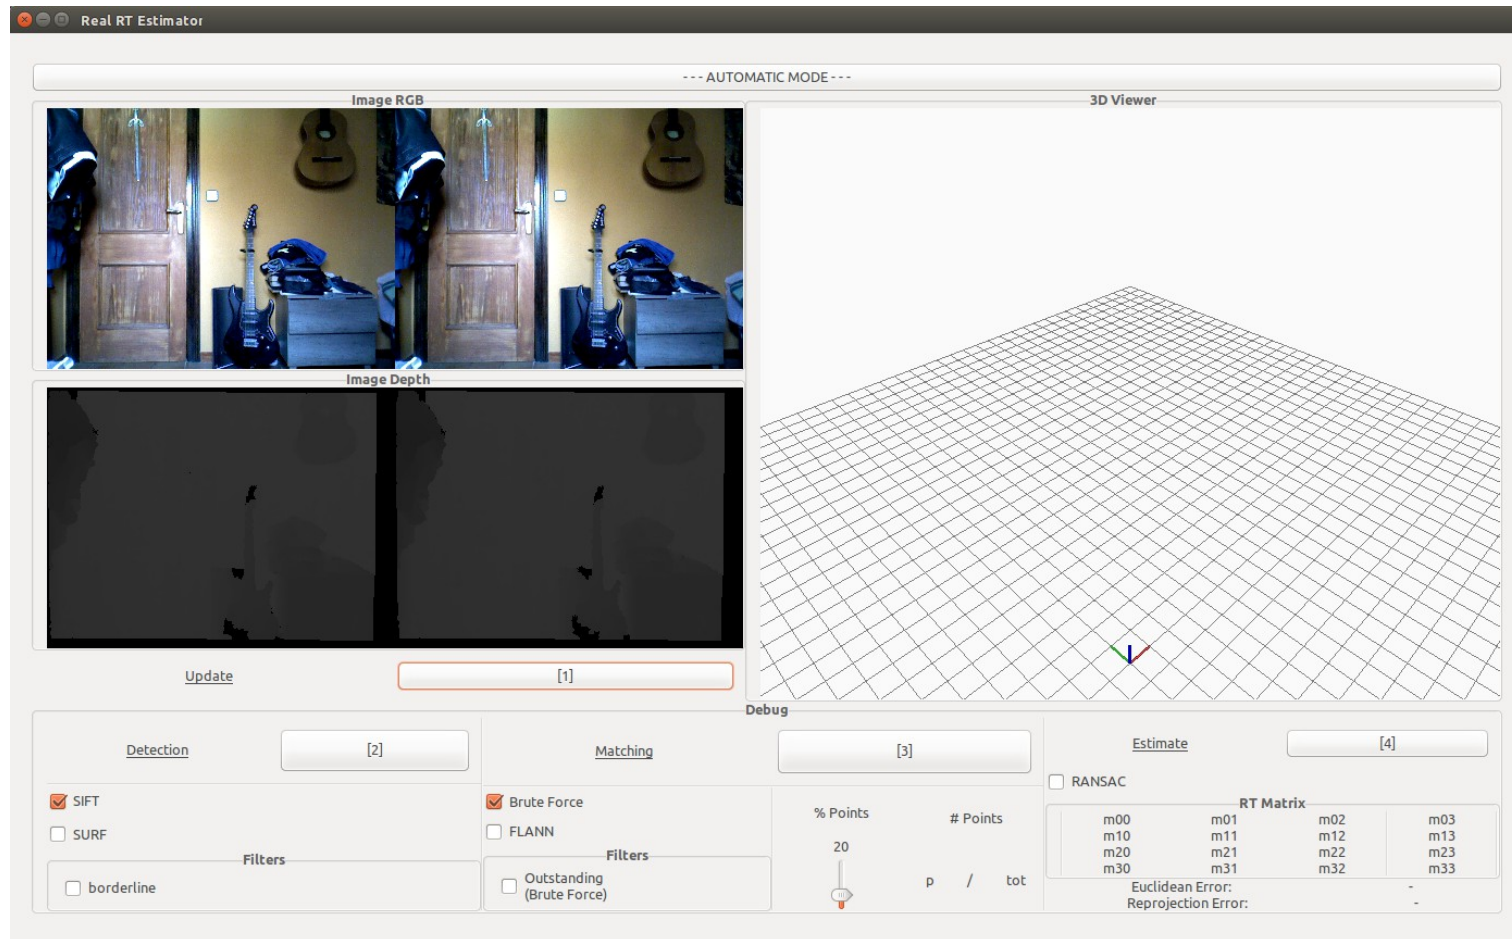 Real RT Estimator
--- AUTOMATIC MODE ---
Image RGB
3D Viewer
Image Depth
Update
[1]
Debug
Detection
[2]
SIFT
SURF
Filters
borderline
Matching
[3]
Brute Force
FLANN
Filters
Outstanding
(Brute Force)
% Points
# Points
20
p / tot
Estimate
[4]
RANSAC
RT Matrix
m00 m01 m02 m03
m10 m11 m12 m13
m20 m21 m22 m23
m30 m31 m32 m33
Euclidean Error: -
Reprojection Error: -